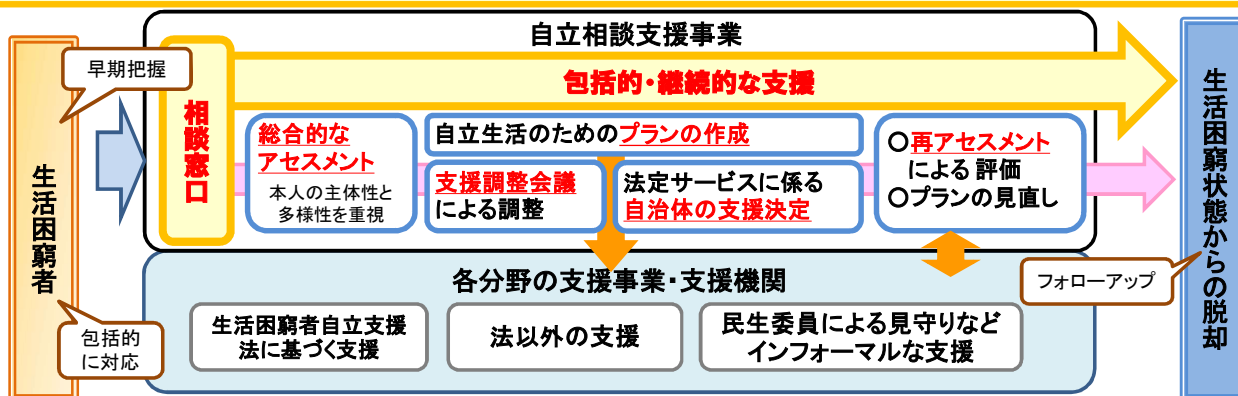 自立相談支援事業
早期把握
包括的・継続的な支援
生活困窮者
相談窓口
総合的な
アセスメント
本人の主体性と
多様性を重視
自立生活のためのプランの作成
支援調整会議
による調整
法定サービスに係る
自治体の支援決定
○再アセスメント
による 評価
○プランの見直し
生活困窮状態からの脱却
各分野の支援事業・支援機関
フォローアップ
包括的
に対応
生活困窮者自立支援
法に基づく支援
法以外の支援
民生委員による見守りなど
インフォーマルな支援